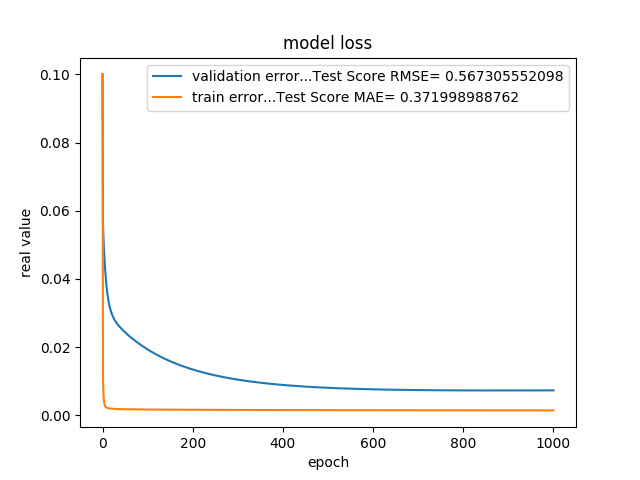 model loss
validation error...Test Score RMSE= 0.567305552098
train error...Test Score MAE= 0.371998988762
0.10
0.08
0.06
0.04
0.02
0.00
real value
0 200 400 600 800 1000
epoch